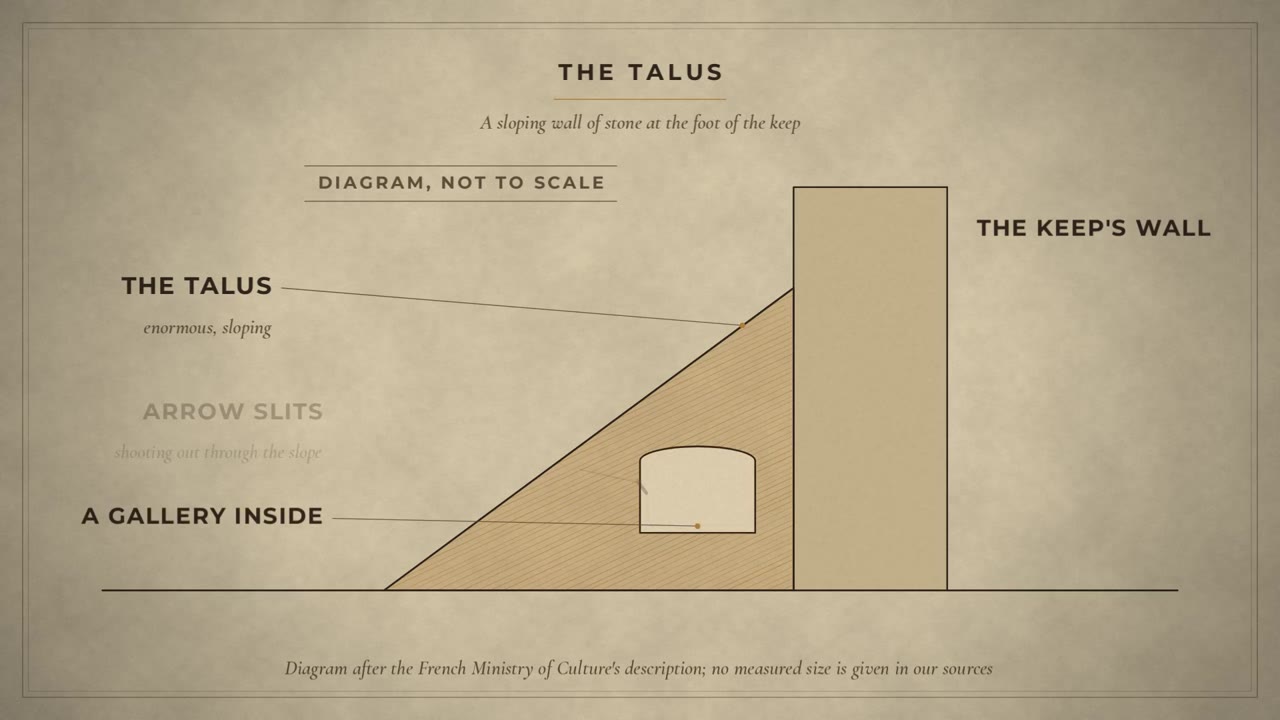 THE TALUS
A sloping wall of stone at the foot of the keep
DIAGRAM, NOT TO SCALE
THE KEEP'S WALL
THE TALUS
enormous, sloping
ARROW SLITS
shooting out through the slope
A GALLERY INSIDE
Diagram after the French Ministry of Culture's description; no measured size is given in our sources